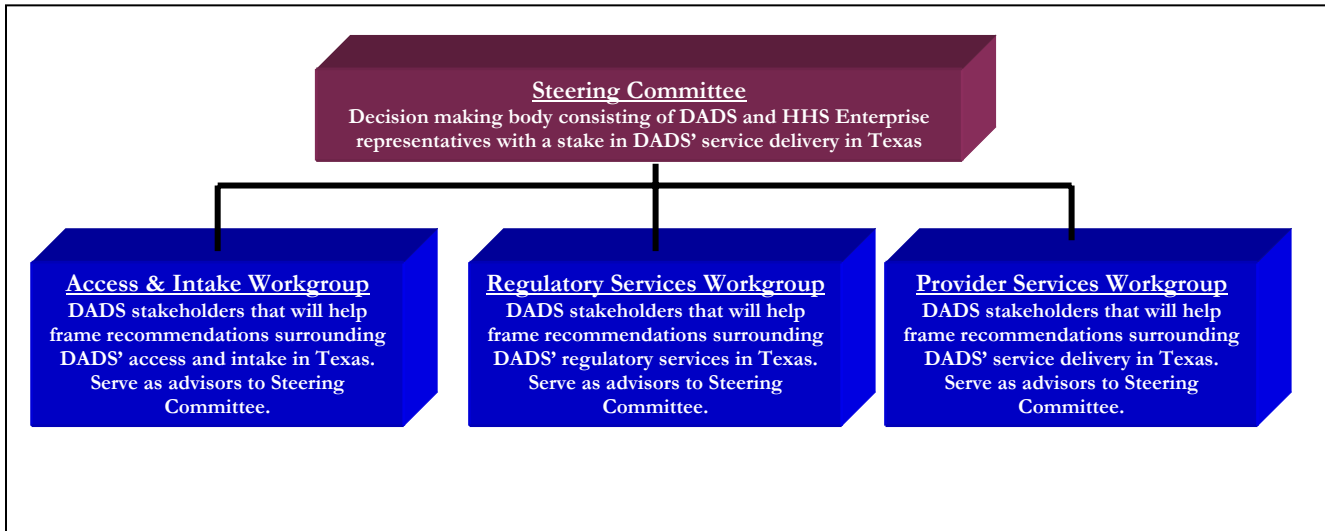 Steering Committee
Decision making body consisting of DADS and HHS Enterprise
representatives with a stake in DADS’ service delivery in Texas
Access & Intake Workgroup
DADS stakeholders that will help
frame recommendations surrounding
DADS’ access and intake in Texas.
Serve as advisors to Steering
Committee.
Regulatory Services Workgroup
DADS stakeholders that will help
frame recommendations surrounding
DADS’ regulatory services in Texas.
Serve as advisors to Steering
Committee.
Provider Services Workgroup
DADS stakeholders that will help
frame recommendations surrounding
DADS’ service delivery in Texas.
Serve as advisors to Steering
Committee.